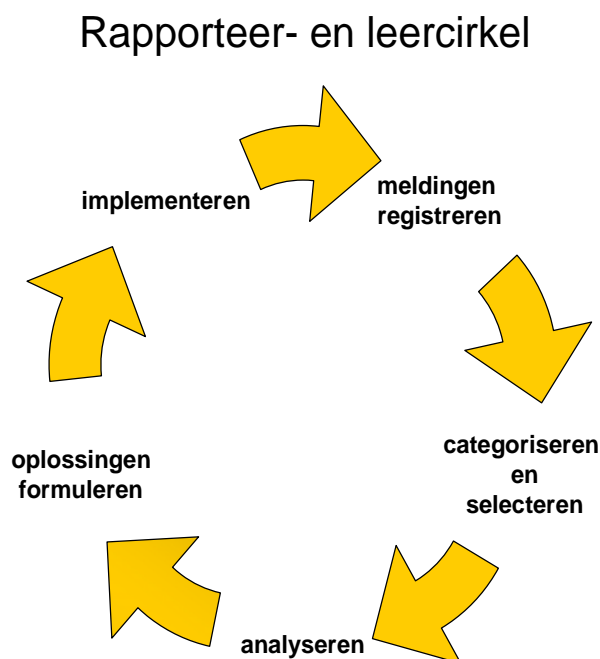 Rapporteer- en leercirkel
implementeren
meldingen
registreren
categoriseren
en
selecteren
analyseren
oplossingen
formuleren